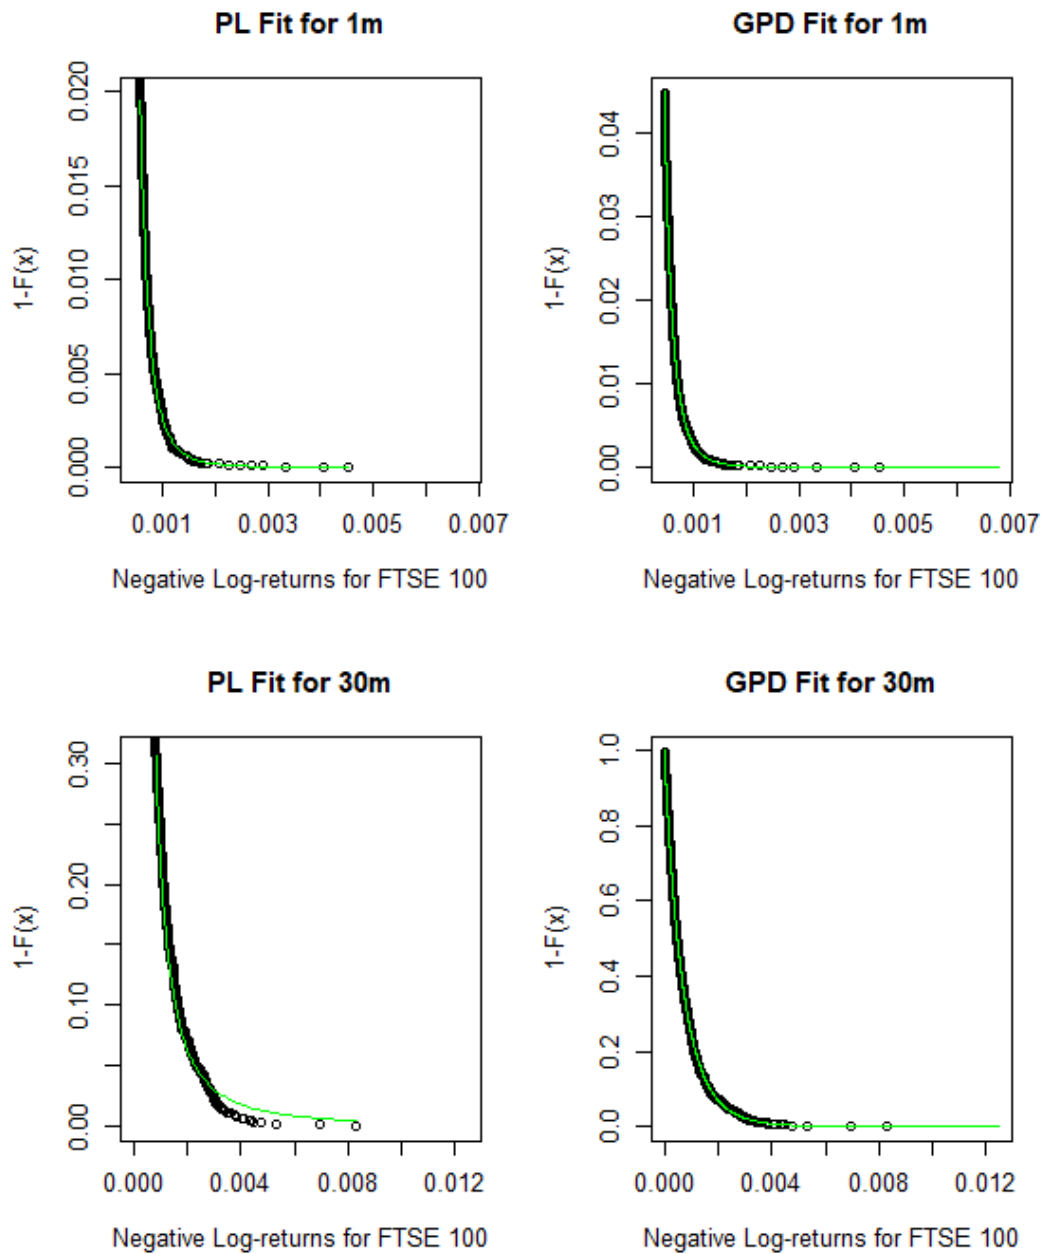 PL Fit for 1m
1-F(x)
0.020
0.015
0.010
0.005
0.000
0.001 0.003 0.005 0.007
Negative Log-returns for FTSE 100
GPD Fit for 1m
1-F(x)
0.04
0.03
0.02
0.01
0.00
0.001 0.003 0.005 0.007
Negative Log-returns for FTSE 100
PL Fit for 30m
1-F(x)
0.30
0.20
0.10
0.00
0.000 0.004 0.008 0.012
Negative Log-returns for FTSE 100
GPD Fit for 30m
1-F(x)
1.0
0.8
0.6
0.4
0.2
0.0
0.000 0.004 0.008 0.012
Negative Log-returns for FTSE 100